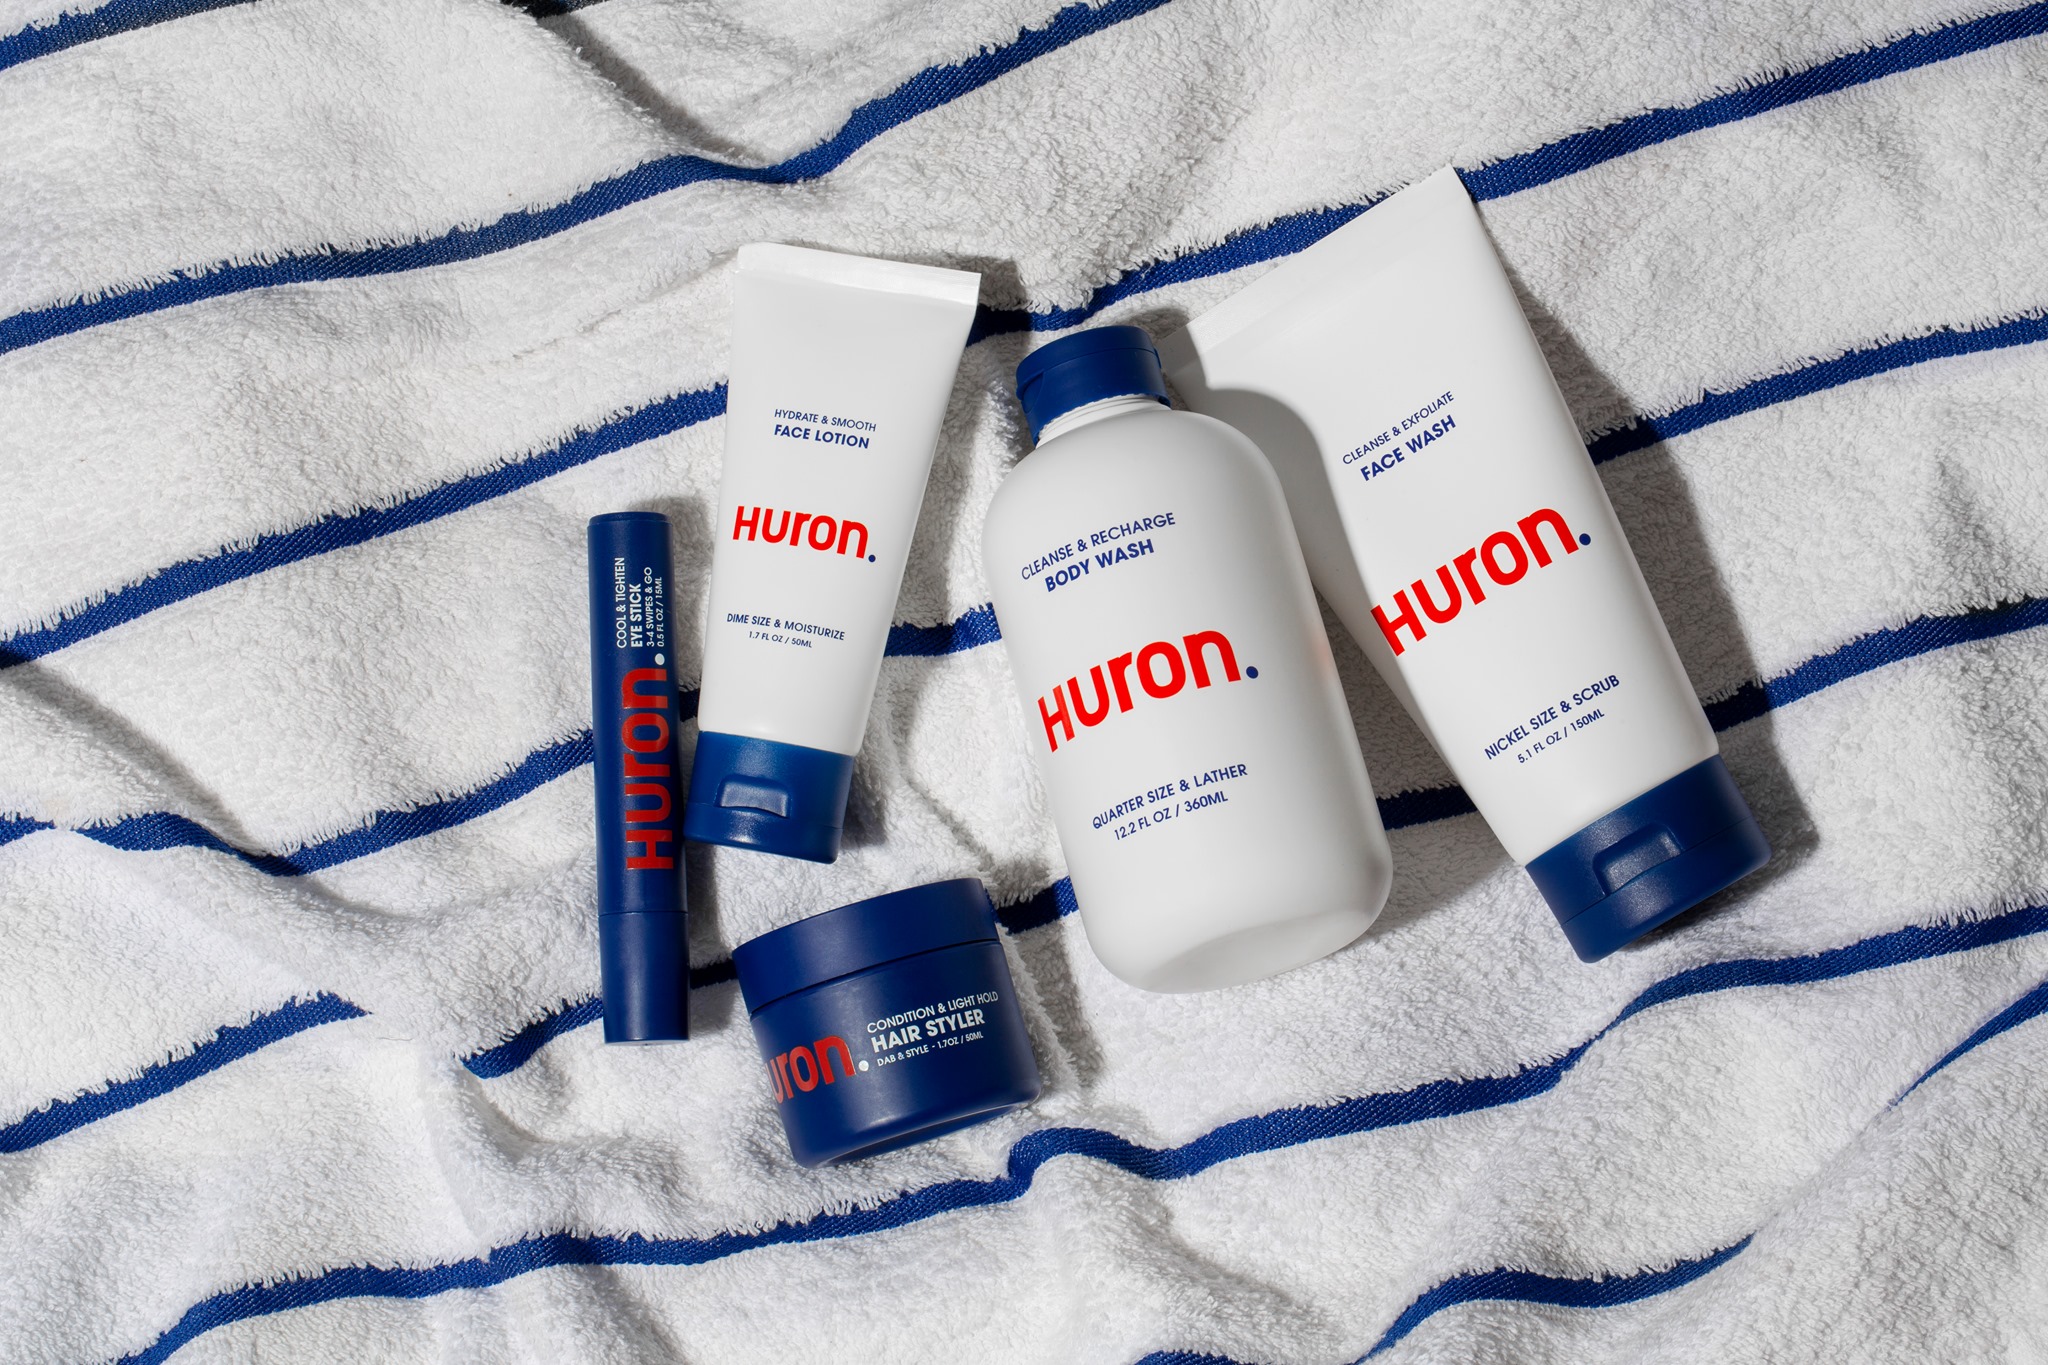 COOL & TIGHTEN
EYE STICK
3-4 SWIPES & GO
0.5 FL OZ / 15ML
Huron.
HYDRATE & SMOOTH
FACE LOTION
Huron.
DIME SIZE & MOISTURIZE
1.7 FL OZ / 50ML
CLEANSE & RECHARGE
BODY WASH
Huron.
QUARTER SIZE & LATHER
12.2 FL OZ / 360ML
CLEANSE & EXFOLIATE
FACE WASH
Huron.
NICKEL SIZE & SCRUB
5.1 FL OZ / 150ML
uron.
CONDITION & LIGHT HOLD
HAIR STYLER
DAB & STYLE - 1.7OZ / 50ML